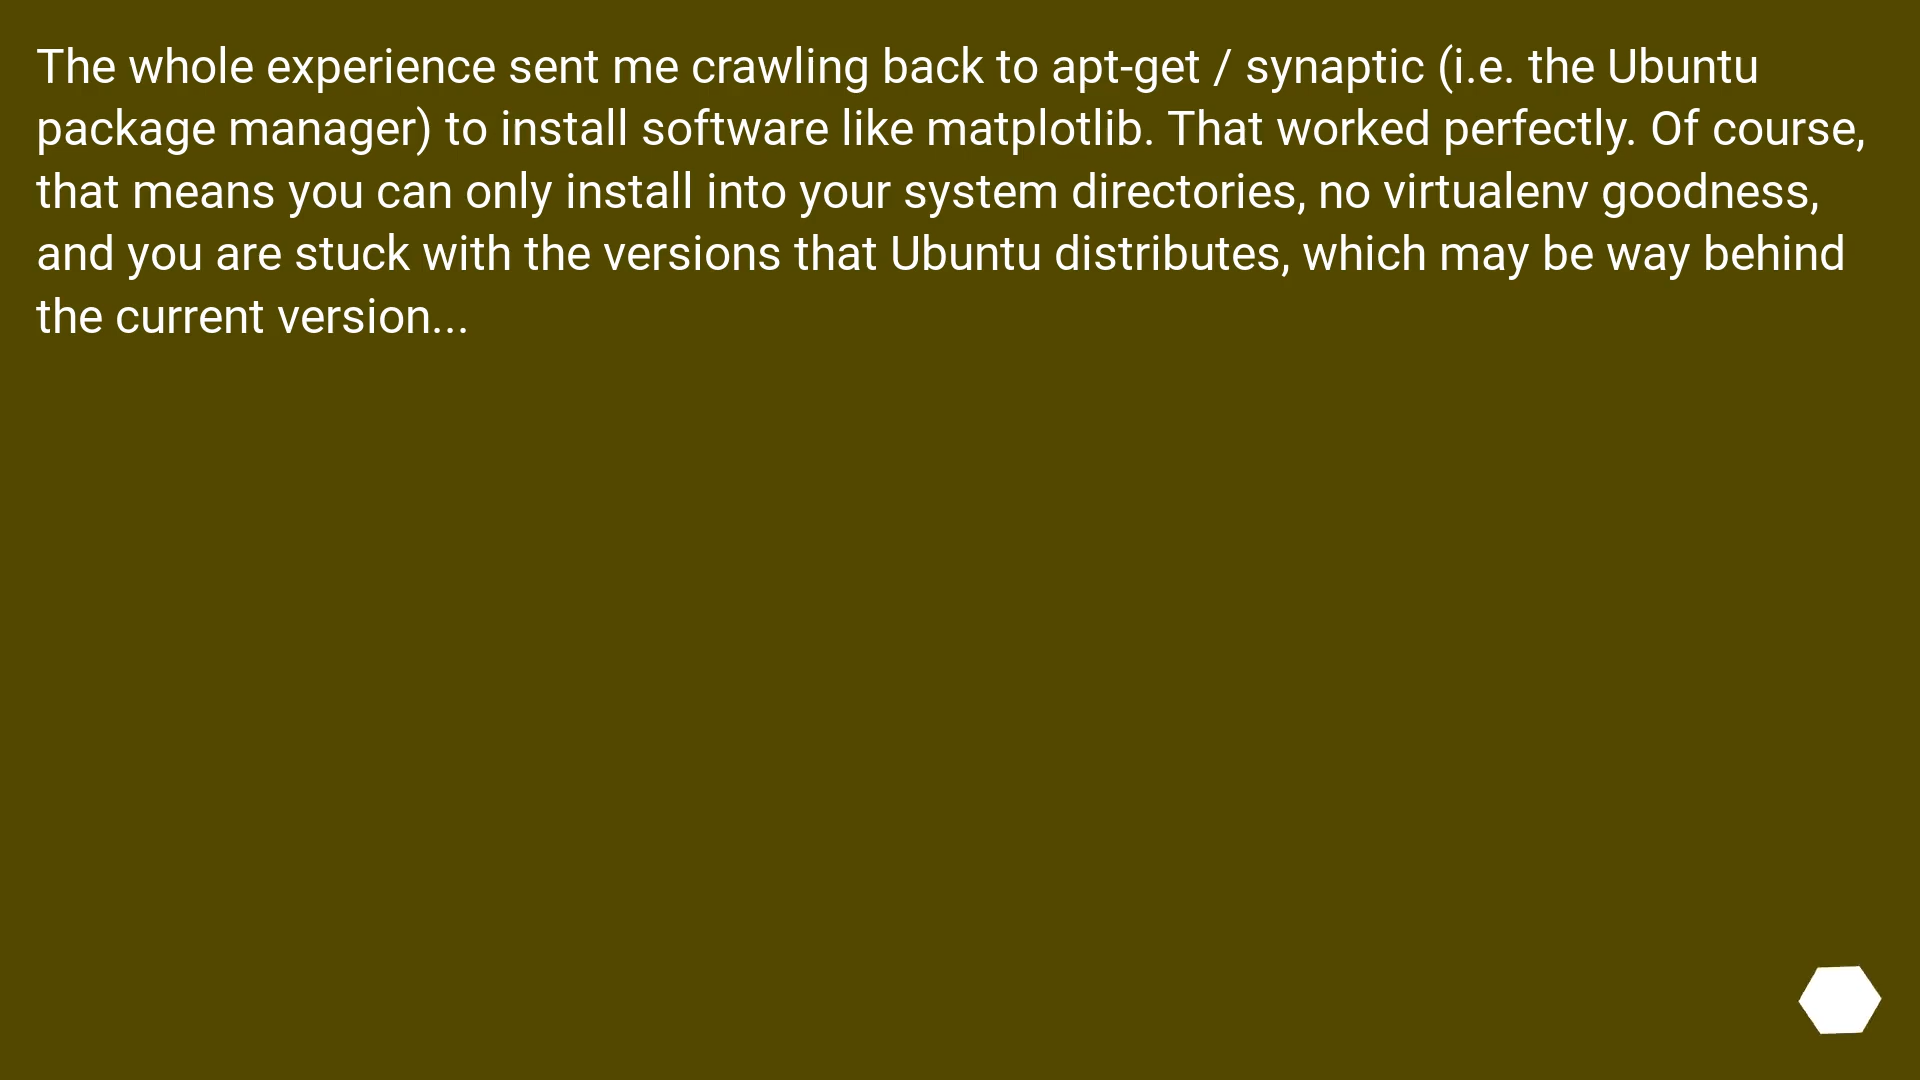 The whole experience sent me crawling back to apt-get / synaptic (i.e. the Ubuntu
package manager) to install software like matplotlib. That worked perfectly. Of course,
that means you can only install into your system directories, no virtualenv goodness,
and you are stuck with the versions that Ubuntu distributes, which may be way behind
the current version...